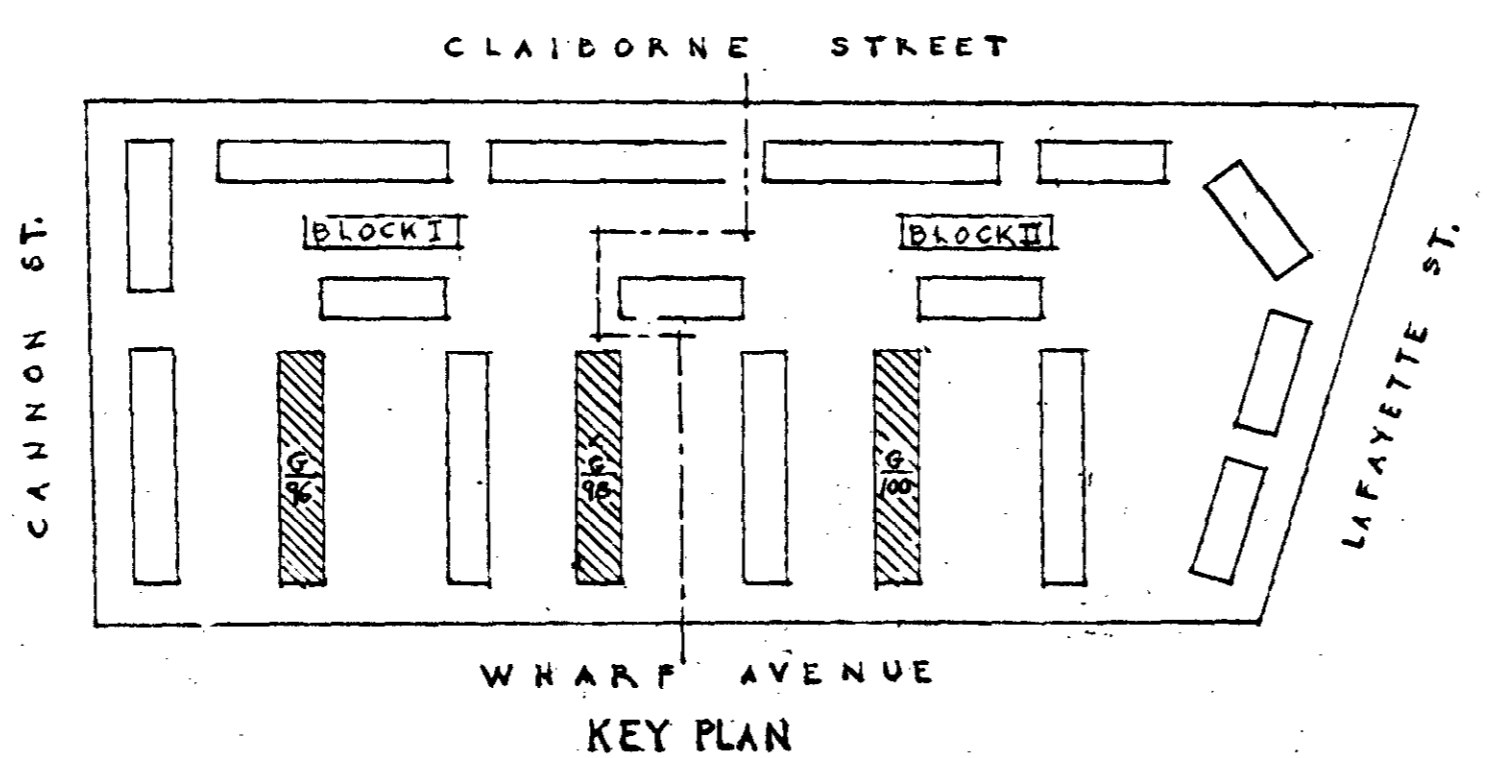 CLAIBORNE STREET
CANNON ST.
BLOCK I
BLOCK II
LAFAYETTE ST.
G
96
G
98
G
100
WHARF AVENUE
KEY PLAN